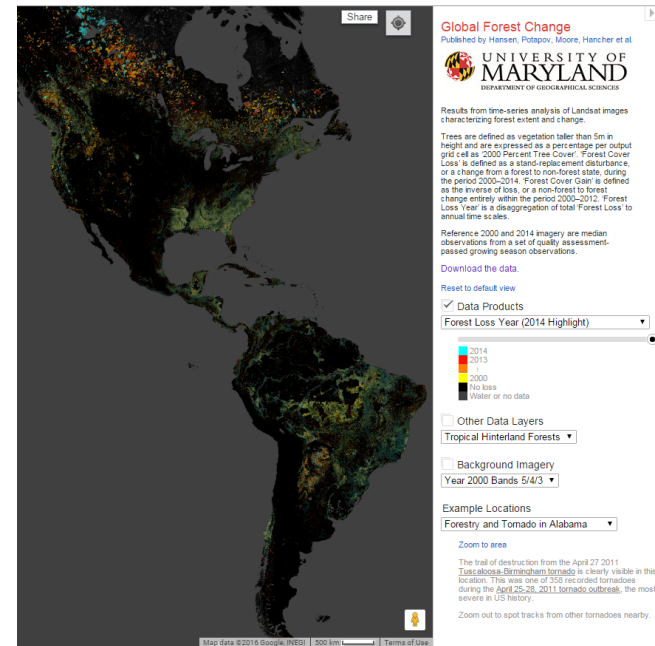 Share
Global Forest Change
Published by Hansen, Potapov, Moore, Hancher et al.
UNIVERSITY OF
MARYLAND
DEPARTMENT OF GEOGRAPHICAL SCIENCES
Results from time-series analysis of Landsat images
characterizing forest extent and change.
Trees are defined as vegetation taller than 5m in
height and are expressed as a percentage per output
grid cell as '2000 Percent Tree Cover'. 'Forest Cover
Loss' is defined as a stand-replacement disturbance,
or a change from a forest to non-forest state, during
the period 2000–2014. 'Forest Cover Gain' is defined
as the inverse of loss, or a non-forest to forest
change entirely within the period 2000–2012. 'Forest
Loss Year' is a disaggregation of total 'Forest Loss' to
annual time scales.
Reference 2000 and 2014 imagery are median
observations from a set of quality assessment-
passed growing season observations.
Download the data.
Reset to default view
Data Products
Forest Loss Year (2014 Highlight)
2014
2013
↑
2000
No loss
Water or no data
Other Data Layers
Tropical Hinterland Forests
Background Imagery
Year 2000 Bands 5/4/3
Example Locations
Forestry and Tornado in Alabama
Zoom to area
The trail of destruction from the April 27 2011
Tuscaloosa-Birmingham tornado is clearly visible in this
location. This was one of 358 recorded tornadoes
during the April 25-28, 2011 tornado outbreak, the most
severe in US history.
Zoom out to spot tracks from other tornadoes nearby.
Map data ©2016 Google, INEGI 500 km Terms of Use